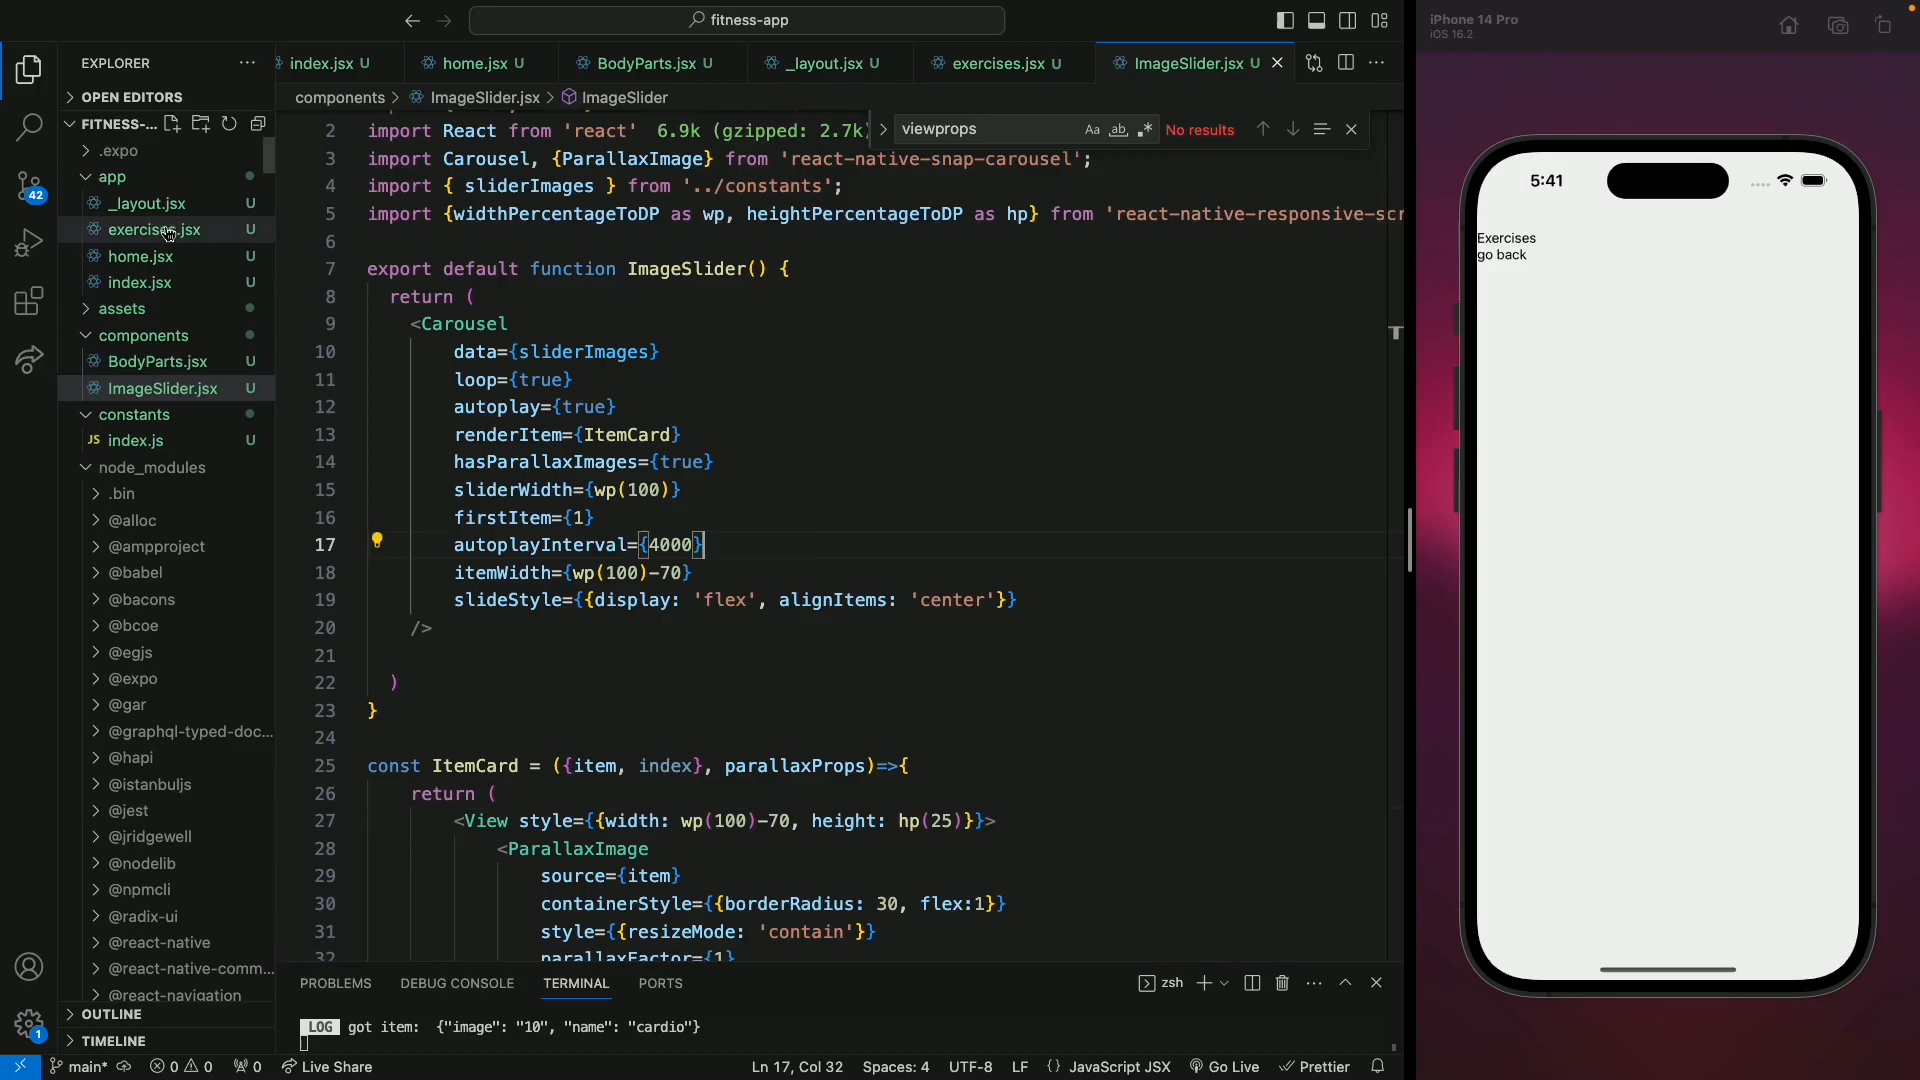 fitness-app
iPhone 14 Pro
iOS 16.2
EXPLORER
OPEN EDITORS
FITNESS-...
.expo
app
_layout.jsx U
exercises.jsx U
home.jsx U
index.jsx U
assets
components
BodyParts.jsx U
ImageSlider.jsx U
constants
JS index.js U
node_modules
.bin
@alloc
@ampproject
@babel
@bacons
@bcoe
@egjs
@expo
@gar
@graphql-typed-doc...
@hapi
@istanbuljs
@jest
@jridgewell
@nodelib
@npmcli
@radix-ui
@react-native
@react-native-comm...
@react-navigation
OUTLINE
TIMELINE
42
1
index.jsx U
home.jsx U
BodyParts.jsx U
_layout.jsx U
exercises.jsx U
ImageSlider.jsx U
components > ImageSlider.jsx > ImageSlider
viewprops Aa ab .* No results
2 import React from 'react' 6.9k (gzipped: 2.7k)
3 import Carousel, {ParallaxImage} from 'react-native-snap-carousel';
4 import { sliderImages } from '../constants';
5 import {widthPercentageToDP as wp, heightPercentageToDP as hp} from 'react-native-responsive-scr
6
7 export default function ImageSlider() {
8 return (
9 <Carousel
10 data={sliderImages}
11 loop={true}
12 autoplay={true}
13 renderItem={ItemCard}
14 hasParallaxImages={true}
15 sliderWidth={wp(100)}
16 firstItem={1}
17 autoplayInterval={4000}
18 itemWidth={wp(100)-70}
19 slideStyle={{display: 'flex', alignItems: 'center'}}
20 />
21
22 )
23 }
24
25 const ItemCard = ({item, index}, parallaxProps)=>{
26 return (
27 <View style={{width: wp(100)-70, height: hp(25)}}>
28 <ParallaxImage
29 source={item}
30 containerStyle={{borderRadius: 30, flex:1}}
31 style={{resizeMode: 'contain'}}
32 parallaxFactor={1}
PROBLEMS DEBUG CONSOLE TERMINAL PORTS zsh
LOG got item: {"image": "10", "name": "cardio"}
main* 0 0 0 Live Share Ln 17, Col 32 Spaces: 4 UTF-8 LF {} JavaScript JSX Go Live Prettier
5:41
Exercises
go back